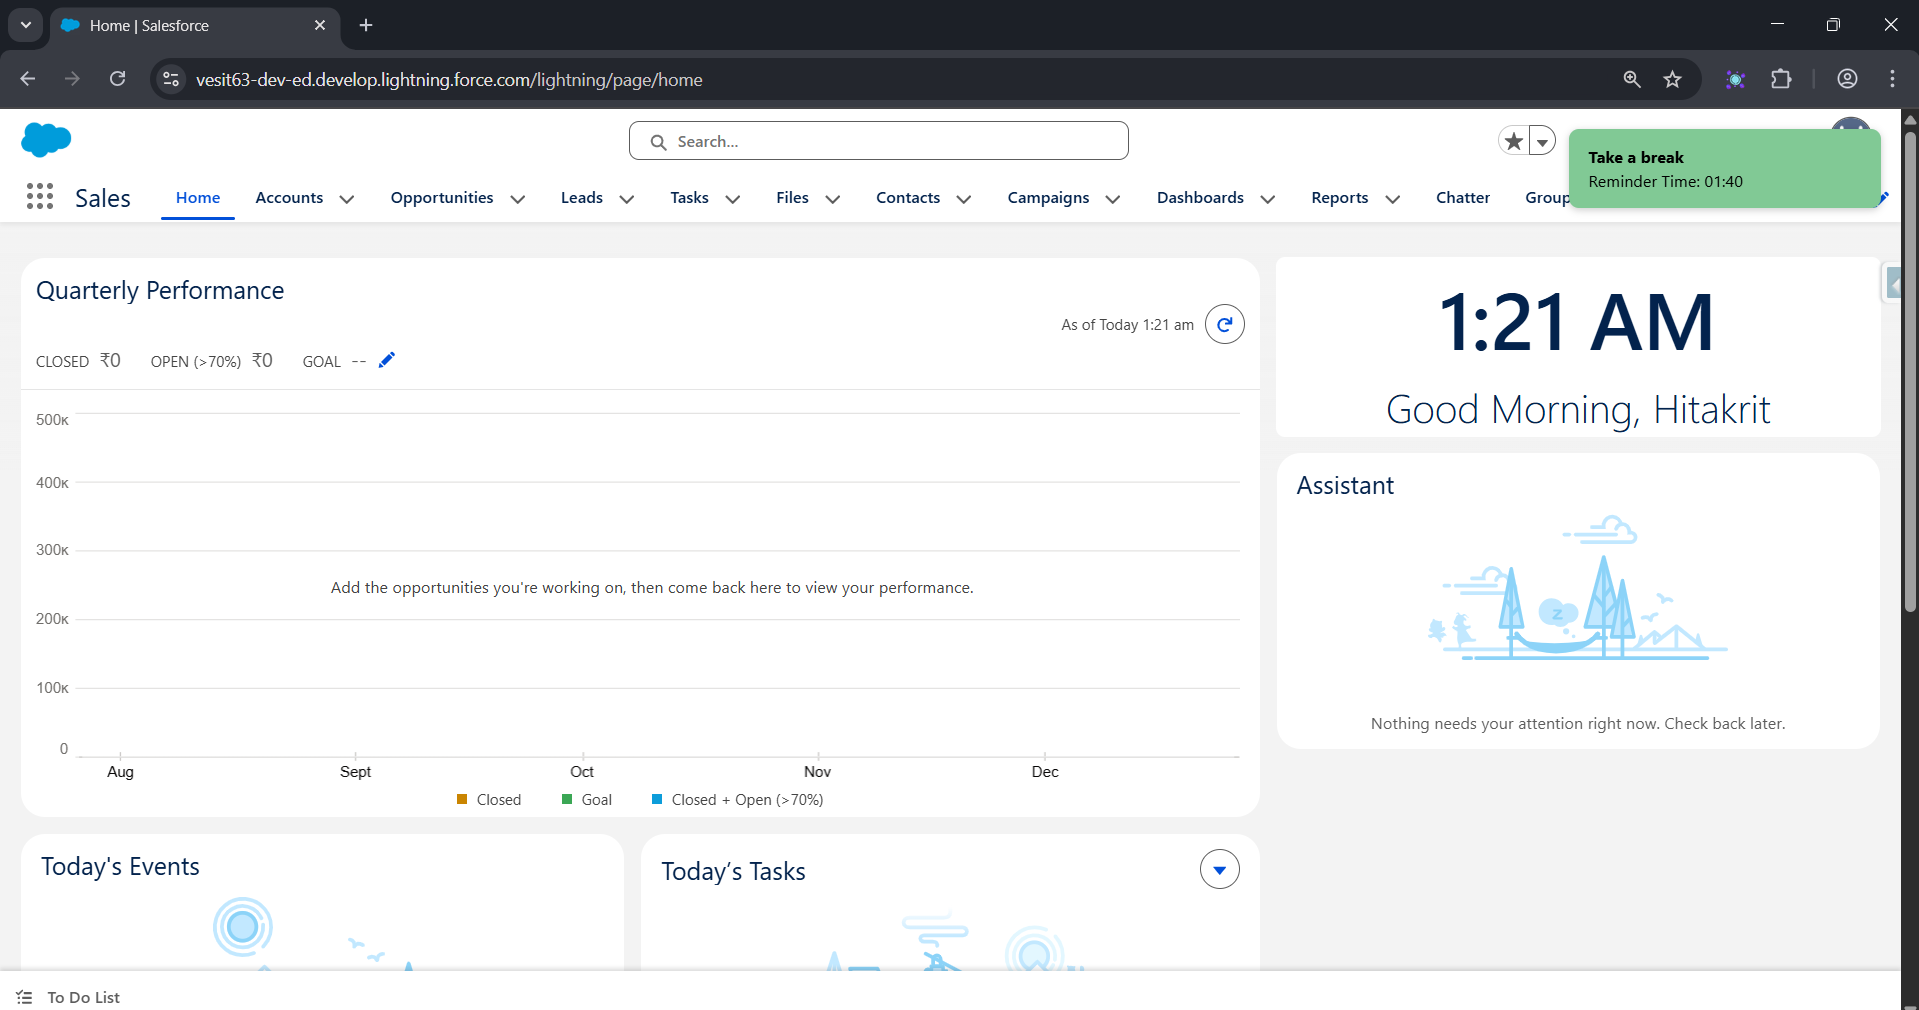 Home | Salesforce
vesit63-dev-ed.develop.lightning.force.com/lightning/page/home
Search...
Take a break
Reminder Time: 01:40
Sales
Home
Accounts
Opportunities
Leads
Tasks
Files
Contacts
Campaigns
Dashboards
Reports
Chatter
Group
Quarterly Performance
As of Today 1:21 am
CLOSED ₹0 OPEN (>70%) ₹0 GOAL --
500K
400K
300K
200K
100K
0
Add the opportunities you're working on, then come back here to view your performance.
Aug Sept Oct Nov Dec
Closed Goal Closed + Open (>70%)
1:21 AM
Good Morning, Hitakrit
Assistant
z
Nothing needs your attention right now. Check back later.
Today's Events
Today’s Tasks
To Do List